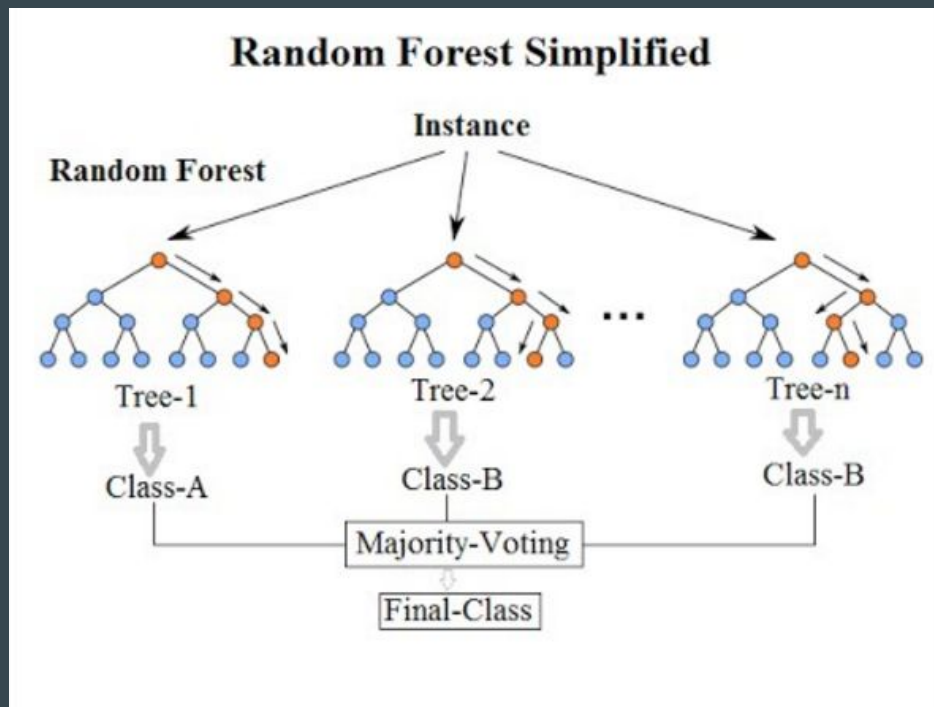 Random Forest Simplified
Instance
Random Forest
...
Tree-1
Tree-2
Tree-n
Class-A
Class-B
Class-B
Majority-Voting
Final-Class